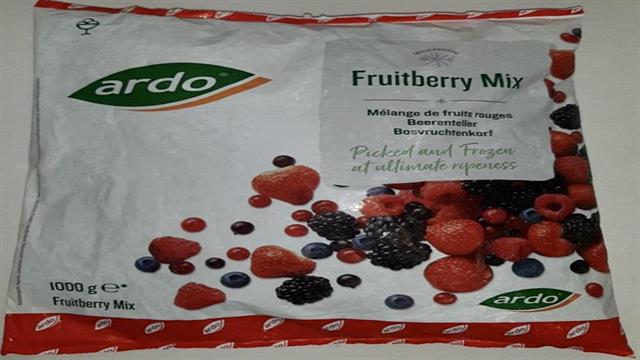 ardo
Fruitberry Mix
Mélange de fruits rouges
Beerenteller
Bosvruchtenkorf
Picked and Frozen
at ultimate ripeness
1000 g e
Fruitberry Mix
ardo
ardo